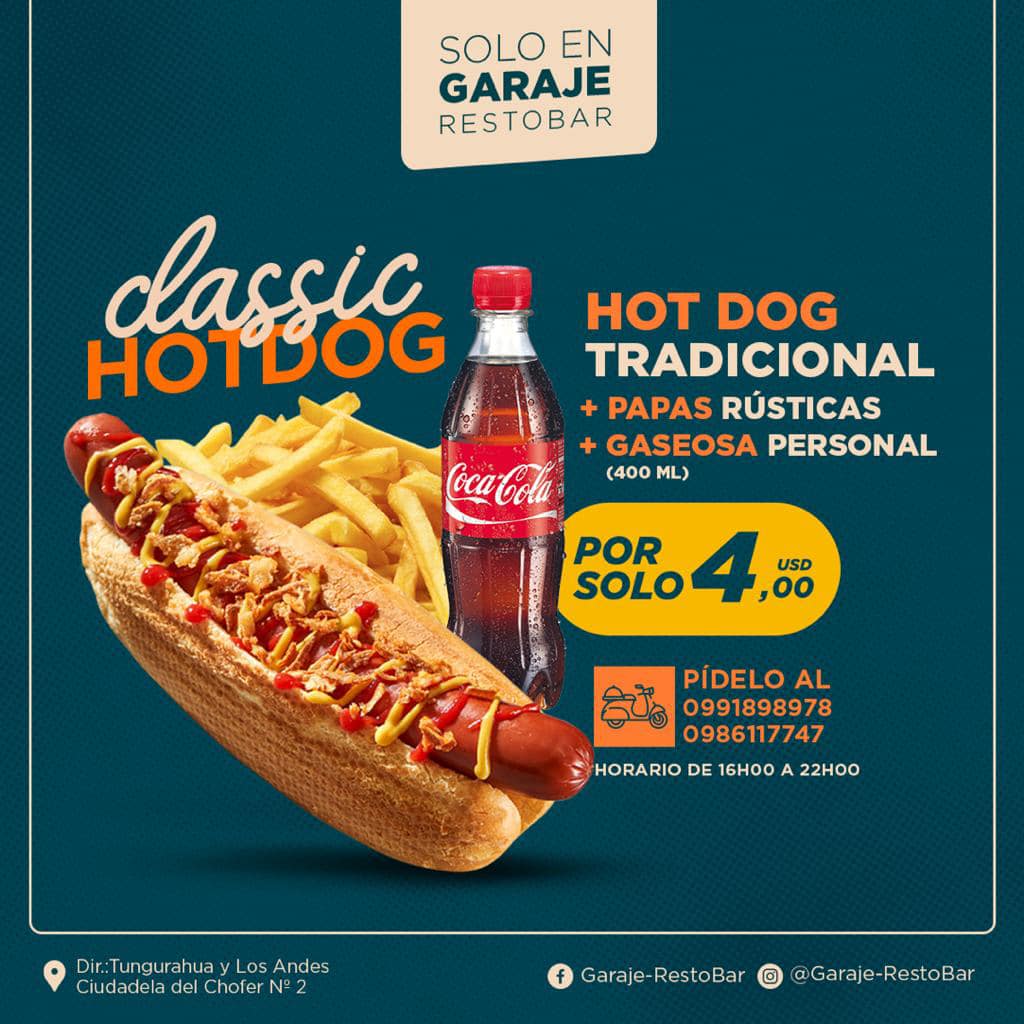 SOLO EN
GARAJE
RESTOBAR
classic
HOTDOG
Coca-Cola
HOT DOG
TRADICIONAL
+ PAPAS RÚSTICAS
+ GASEOSA PERSONAL
(400 ML)
POR
SOLO 4,00 USD
PÍDELO AL
0991898978
0986117747
HORARIO DE 16H00 A 22H00
Dir.:Tungurahua y Los Andes
Ciudadela del Chofer Nº 2
Garaje-RestoBar @Garaje-RestoBar